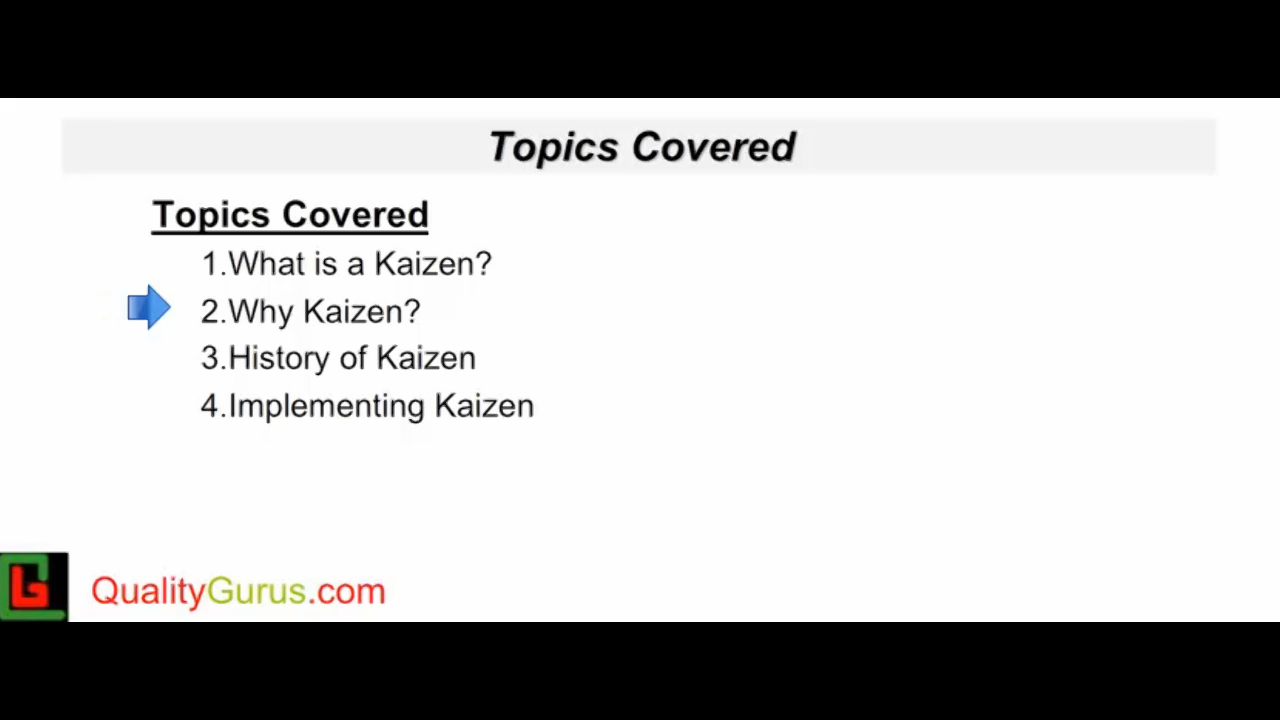 Topics Covered
Topics Covered
1.What is a Kaizen?
2.Why Kaizen?
3.History of Kaizen
4.Implementing Kaizen
QualityGurus.com